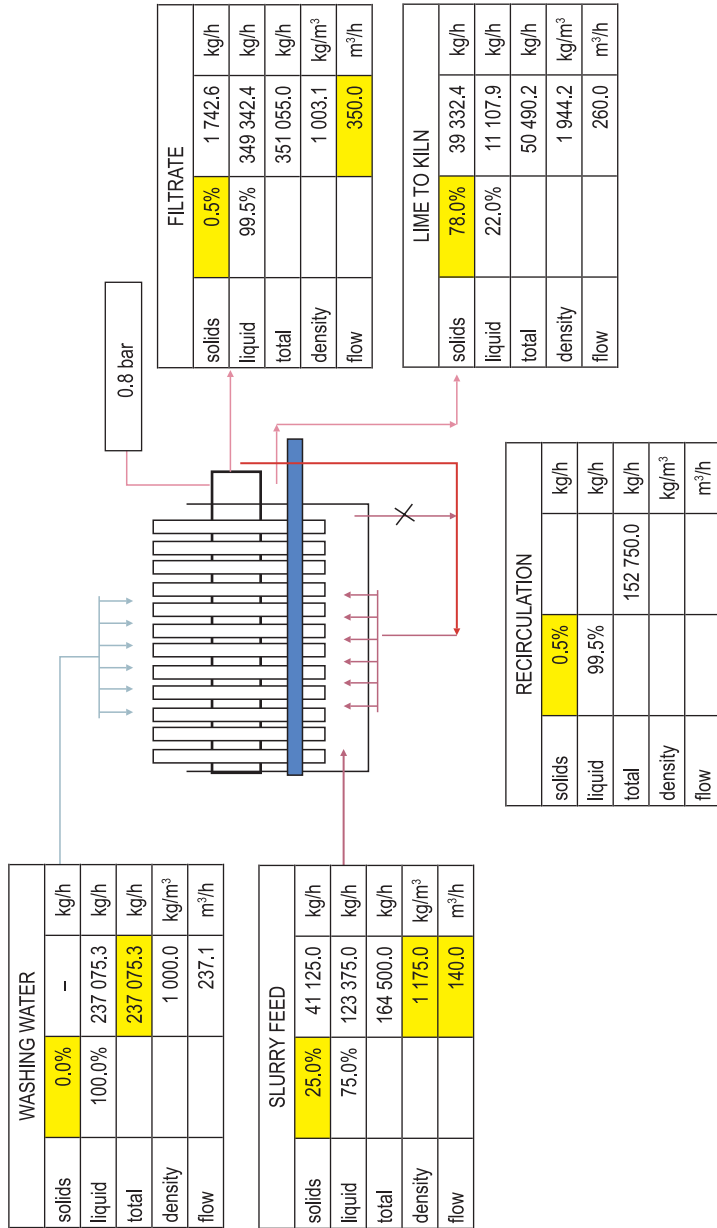 WASHING WATER
solids 0.0% – kg/h
liquid 100.0% 237 075.3 kg/h
total 237 075.3 kg/h
density 1 000.0 kg/m³
flow 237.1 m³/h
SLURRY FEED
solids 25.0% 41 125.0 kg/h
liquid 75.0% 123 375.0 kg/h
total 164 500.0 kg/h
density 1 175.0 kg/m³
flow 140.0 m³/h
0.8 bar
RECIRCULATION
solids 0.5% kg/h
liquid 99.5% kg/h
total 152 750.0 kg/h
density kg/m³
flow m³/h
FILTRATE
solids 0.5% 1 742.6 kg/h
liquid 99.5% 349 342.4 kg/h
total 351 055.0 kg/h
density 1 003.1 kg/m³
flow 350.0 m³/h
LIME TO KILN
solids 78.0% 39 332.4 kg/h
liquid 22.0% 11 107.9 kg/h
total 50 490.2 kg/h
density 1 944.2 kg/m³
flow 260.0 m³/h